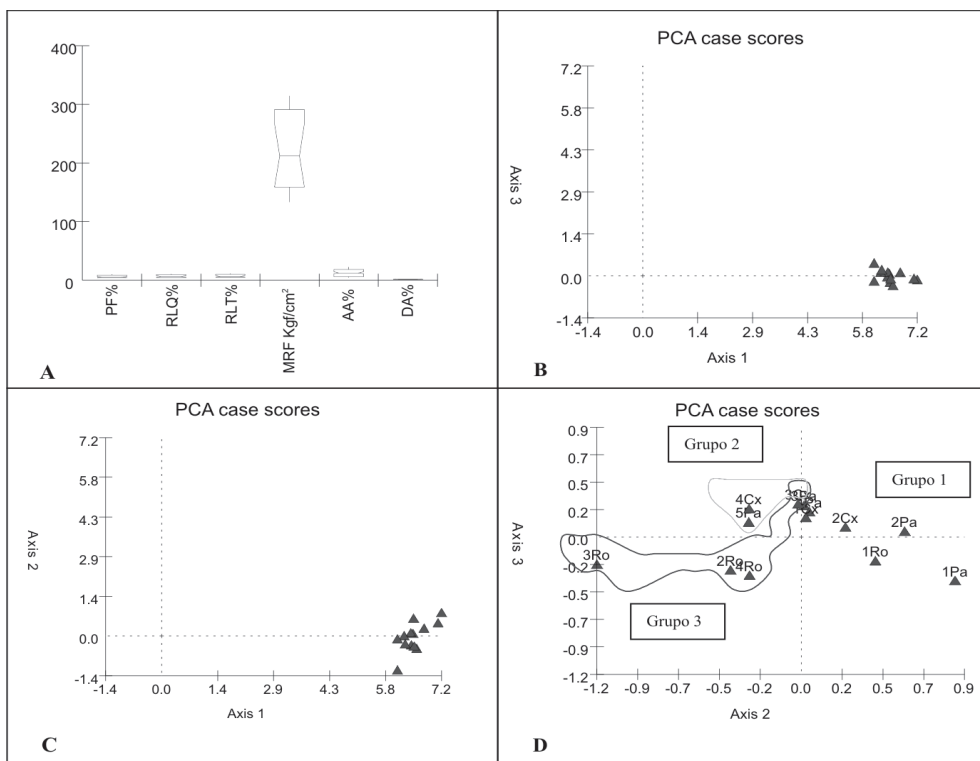 400
300
200
100
0
PF%
RLQ%
RLT%
MRF Kgf/cm²
AA%
DA%
A
PCA case scores
7.2
5.8
4.3
2.9
1.4
0.0
-1.4
Axis 3
-1.4 0.0 1.4 2.9 4.3 5.8 7.2
Axis 1
B
PCA case scores
7.2
5.8
4.3
2.9
1.4
0.0
-1.4
Axis 2
-1.4 0.0 1.4 2.9 4.3 5.8 7.2
Axis 1
C
PCA case scores
0.9
0.7
0.5
0.2
0.0
-0.2
-0.5
-0.7
-0.9
-1.2
Axis 3
Grupo 2
Grupo 1
4Cx
5Pa
2Cx
2Pa
1Ro
1Pa
3Ro
2Ro
4Ro
Grupo 3
-1.2 -0.9 -0.7 -0.5 -0.2 0.0 0.2 0.5 0.7 0.9
Axis 2
D